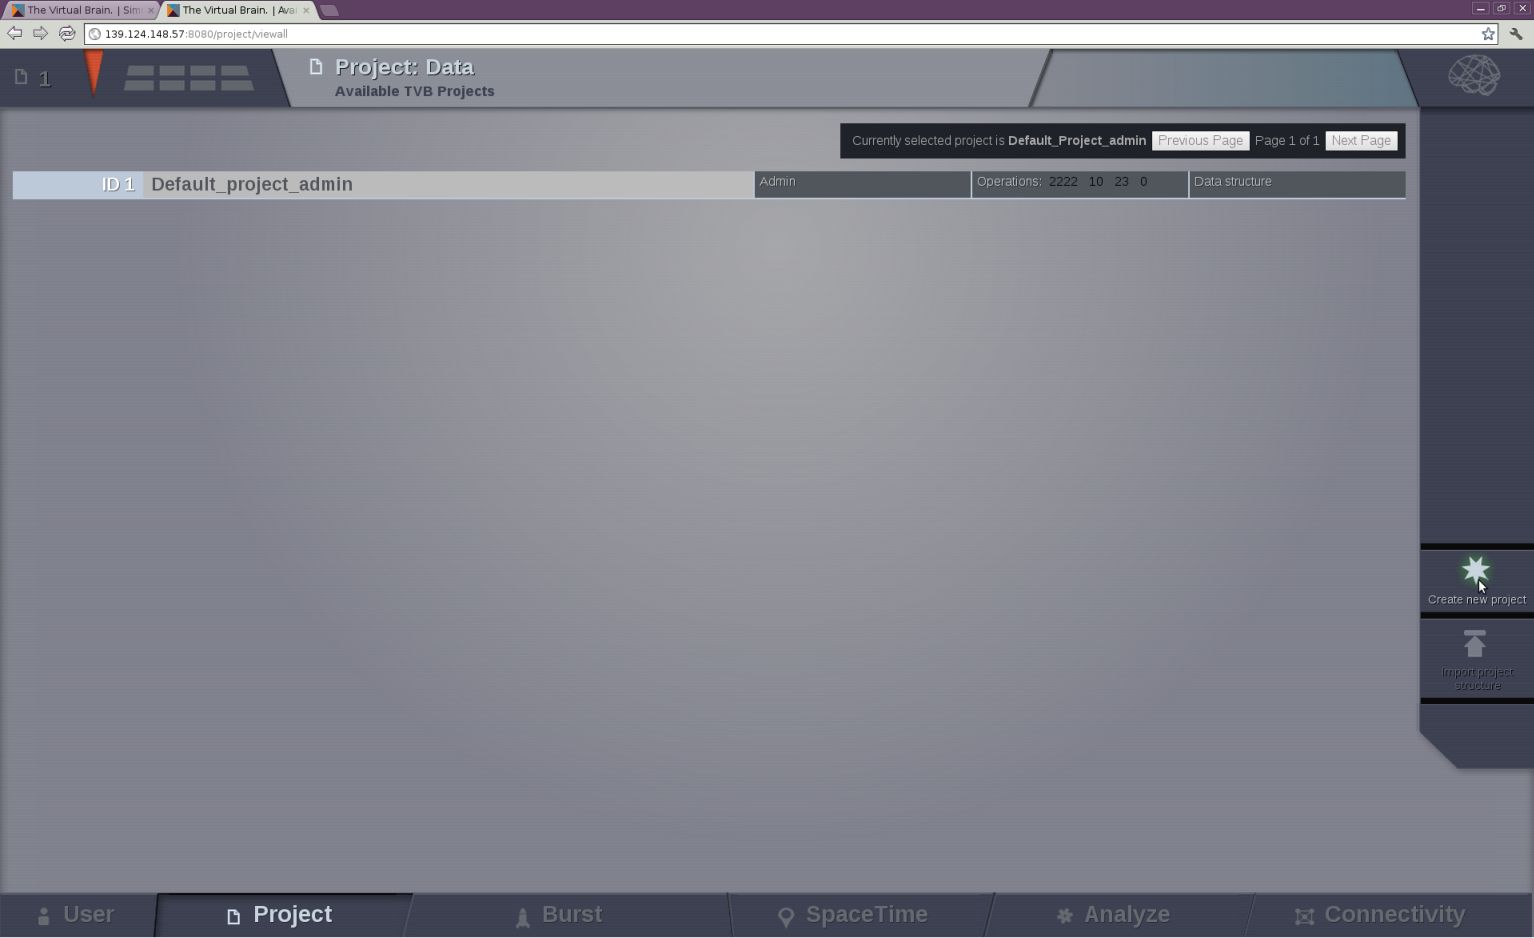 The Virtual Brain. | Sim
The Virtual Brain. | Avai
139.124.148.57:8080/project/viewall
1
Project: Data
Available TVB Projects
Currently selected project is Default_Project_admin Previous Page Page 1 of 1 Next Page
ID 1 Default_project_admin Admin Operations: 2222 10 23 0 Data structure
Create new project
Import project
structure
User Project Burst SpaceTime Analyze Connectivity